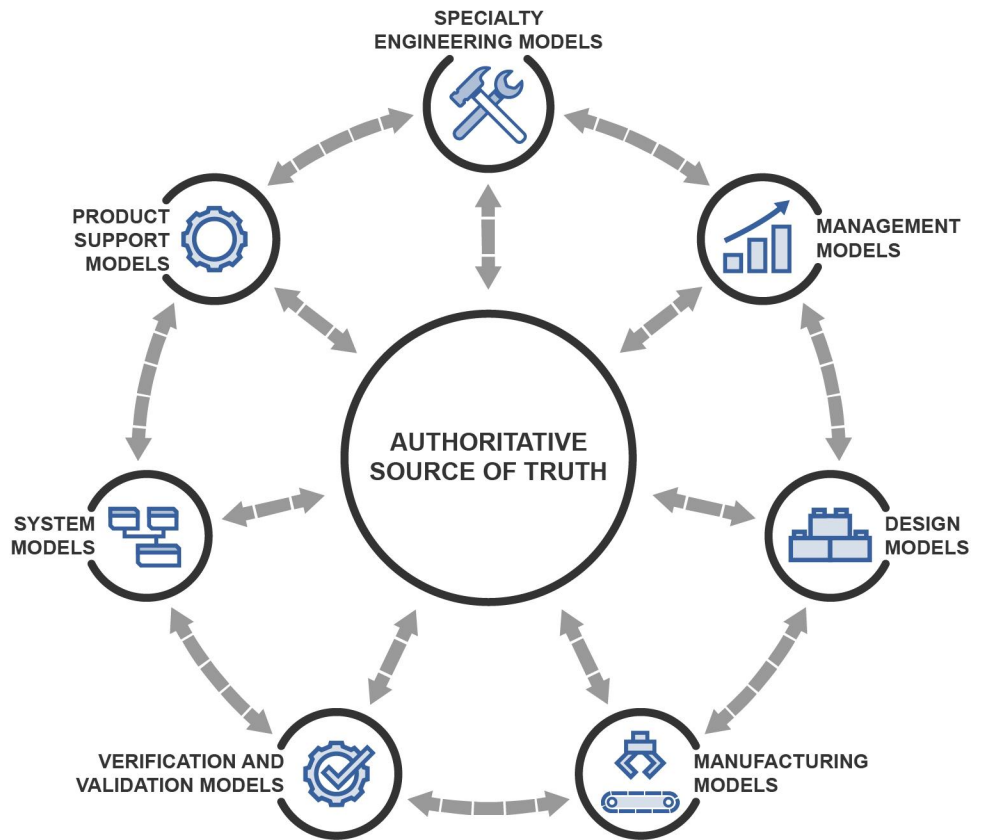 SPECIALTY
ENGINEERING MODELS
PRODUCT
SUPPORT
MODELS
MANAGEMENT
MODELS
AUTHORITATIVE
SOURCE OF TRUTH
SYSTEM
MODELS
DESIGN
MODELS
VERIFICATION AND
VALIDATION MODELS
MANUFACTURING
MODELS